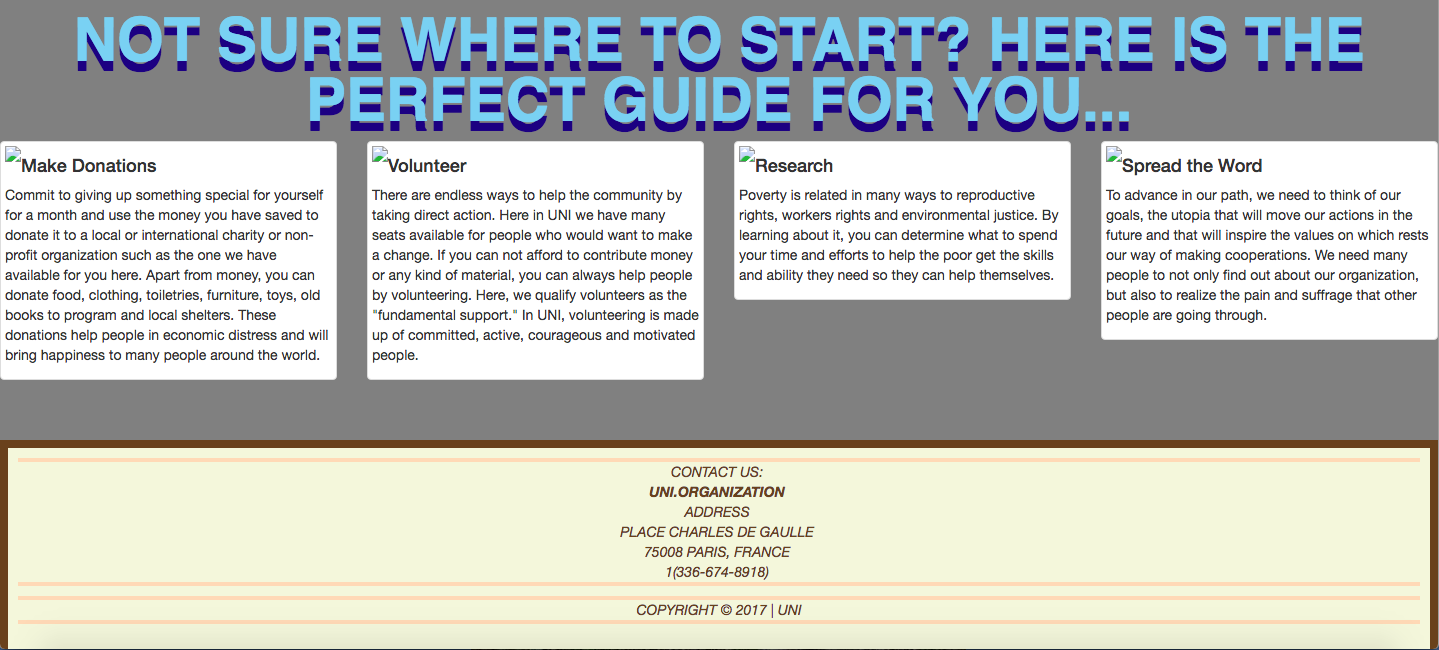 NOT SURE WHERE TO START? HERE IS THE
PERFECT GUIDE FOR YOU...
Make Donations
Commit to giving up something special for yourself
for a month and use the money you have saved to
donate it to a local or international charity or non-
profit organization such as the one we have
available for you here. Apart from money, you can
donate food, clothing, toiletries, furniture, toys, old
books to program and local shelters. These
donations help people in economic distress and will
bring happiness to many people around the world.
Volunteer
There are endless ways to help the community by
taking direct action. Here in UNI we have many
seats available for people who would want to make
a change. If you can not afford to contribute money
or any kind of material, you can always help people
by volunteering. Here, we qualify volunteers as the
"fundamental support." In UNI, volunteering is made
up of committed, active, courageous and motivated
people.
Research
Poverty is related in many ways to reproductive
rights, workers rights and environmental justice. By
learning about it, you can determine what to spend
your time and efforts to help the poor get the skills
and ability they need so they can help themselves.
Spread the Word
To advance in our path, we need to think of our
goals, the utopia that will move our actions in the
future and that will inspire the values on which rests
our way of making cooperations. We need many
people to not only find out about our organization,
but also to realize the pain and suffrage that other
people are going through.
CONTACT US:
UNI.ORGANIZATION
ADDRESS
PLACE CHARLES DE GAULLE
75008 PARIS, FRANCE
1(336-674-8918)
COPYRIGHT © 2017 | UNI